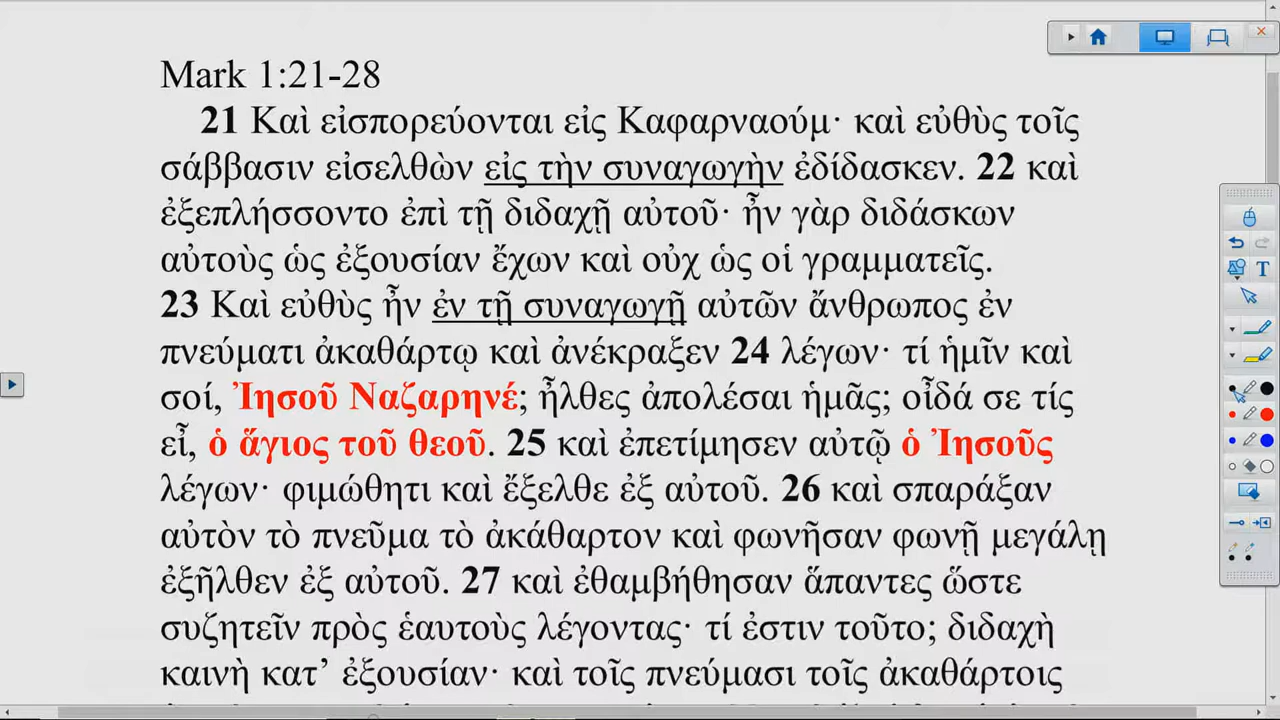 Mark 1:21-28
21 Καὶ εἰσπορεύονται εἰς Καφαρναούμ· καὶ εὐθὺς τοῖς
σάββασιν εἰσελθὼν εἰς τὴν συναγωγὴν ἐδίδασκεν. 22 καὶ
ἐξεπλήσσοντο ἐπὶ τῇ διδαχῇ αὐτοῦ· ἦν γὰρ διδάσκων
αὐτοὺς ὡς ἐξουσίαν ἔχων καὶ οὐχ ὡς οἱ γραμματεῖς.
23 Καὶ εὐθὺς ἦν ἐν τῇ συναγωγῇ αὐτῶν ἄνθρωπος ἐν
πνεύματι ἀκαθάρτῳ καὶ ἀνέκραξεν 24 λέγων· τί ἡμῖν καὶ
σοί, Ἰησοῦ Ναζαρηνέ; ἦλθες ἀπολέσαι ἡμᾶς; οἶδά σε τίς
εἶ, ὁ ἅγιος τοῦ θεοῦ. 25 καὶ ἐπετίμησεν αὐτῷ ὁ Ἰησοῦς
λέγων· φιμώθητι καὶ ἔξελθε ἐξ αὐτοῦ. 26 καὶ σπαράξαν
αὐτὸν τὸ πνεῦμα τὸ ἀκάθαρτον καὶ φωνῆσαν φωνῇ μεγάλῃ
ἐξῆλθεν ἐξ αὐτοῦ. 27 καὶ ἐθαμβήθησαν ἅπαντες ὥστε
συζητεῖν πρὸς ἑαυτοὺς λέγοντας· τί ἐστιν τοῦτο; διδαχὴ
καινὴ κατ’ ἐξουσίαν· καὶ τοῖς πνεύμασι τοῖς ἀκαθάρτοις
T